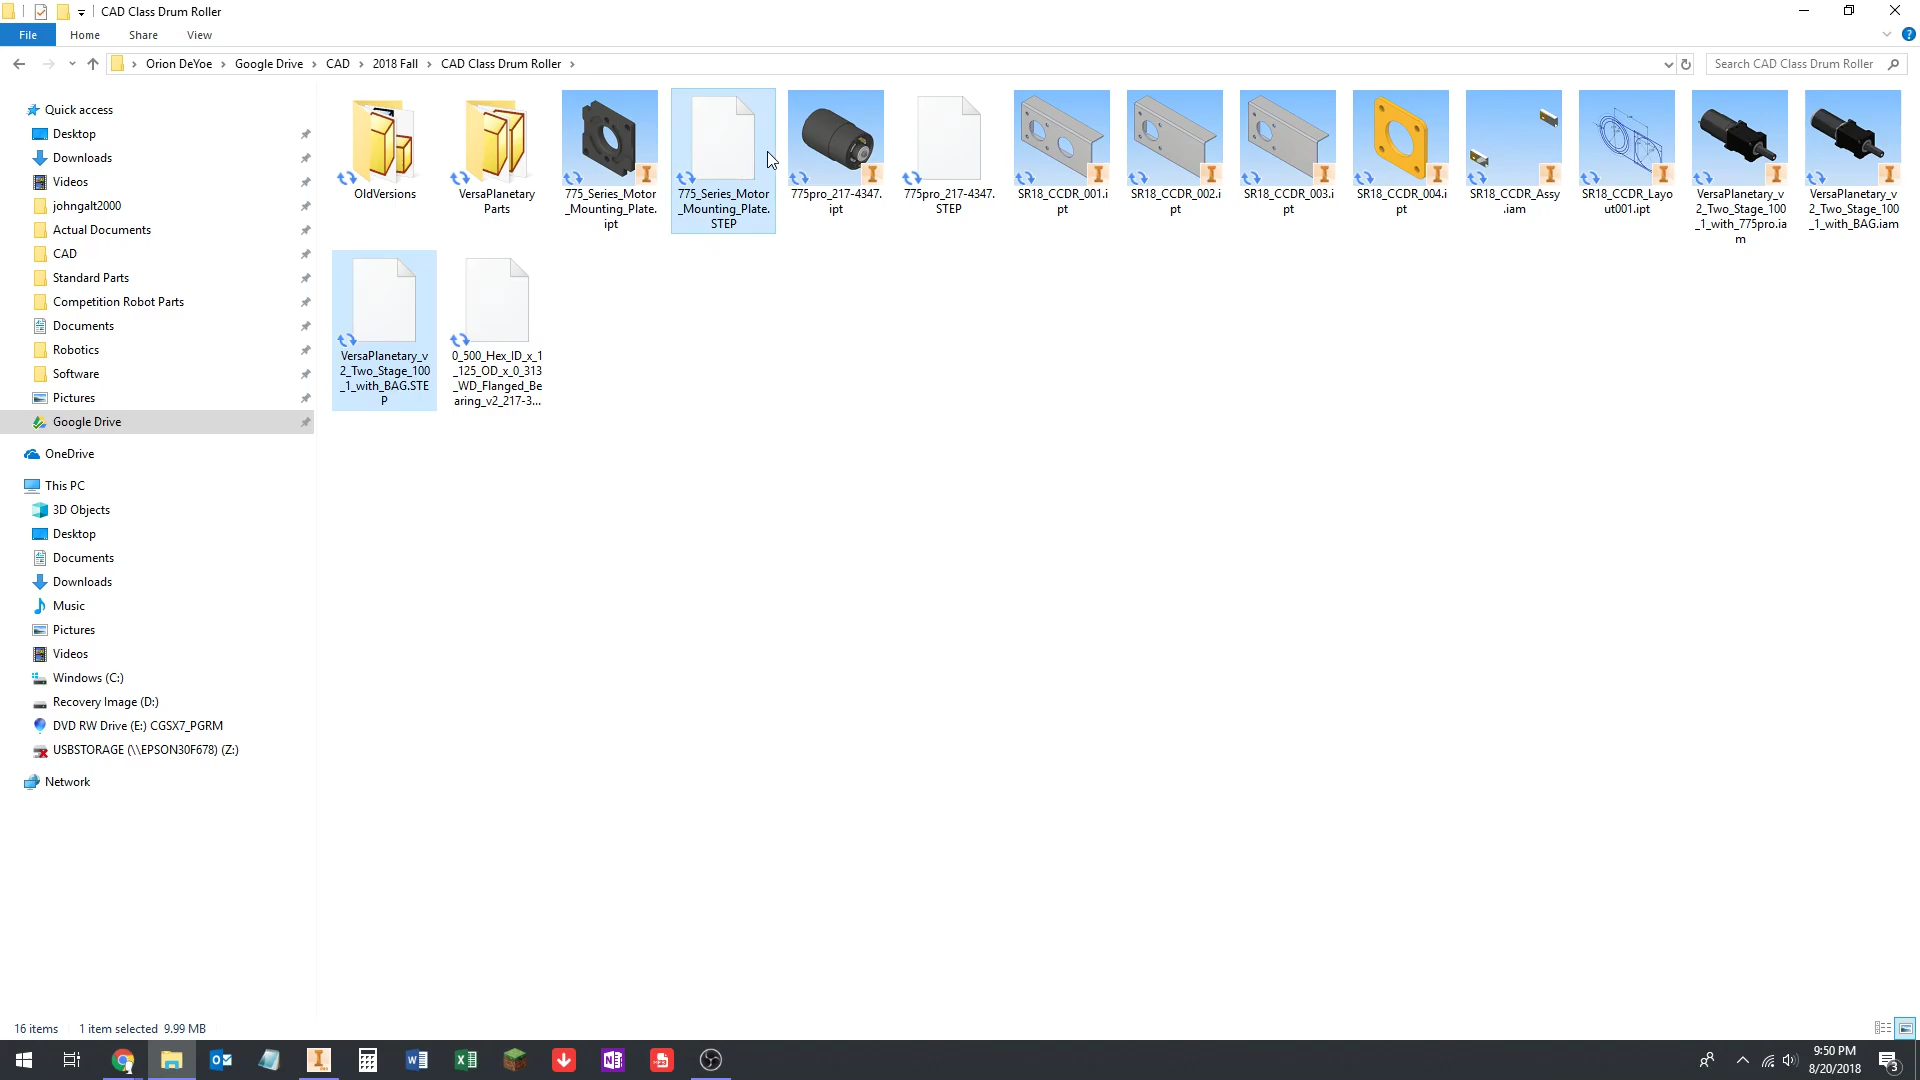 CAD Class Drum Roller
File Home Share View
Orion DeYoe › Google Drive › CAD › 2018 Fall › CAD Class Drum Roller ›
Search CAD Class Drum Roller
Quick access
Desktop
Downloads
Videos
johngalt2000
Actual Documents
CAD
Standard Parts
Competition Robot Parts
Documents
Robotics
Software
Pictures
Google Drive
OneDrive
This PC
3D Objects
Desktop
Documents
Downloads
Music
Pictures
Videos
Windows (C:)
Recovery Image (D:)
DVD RW Drive (E:) CGSX7_PGRM
USBSTORAGE (\\EPSON30F678) (Z:)
Network
OldVersions
VersaPlanetary
Parts
775_Series_Motor
_Mounting_Plate.
ipt
775_Series_Motor
_Mounting_Plate.
STEP
775pro_217-4347.
ipt
775pro_217-4347.
STEP
SR18_CCDR_001.i
pt
SR18_CCDR_002.i
pt
SR18_CCDR_003.i
pt
SR18_CCDR_004.i
pt
SR18_CCDR_Assy
.iam
SR18_CCDR_Layo
ut001.ipt
VersaPlanetary_v
2_Two_Stage_100
_1_with_775pro.ia
m
VersaPlanetary_v
2_Two_Stage_100
_1_with_BAG.iam
VersaPlanetary_v
2_Two_Stage_100
_1_with_BAG.STE
P
0_500_Hex_ID_x_1
_125_OD_x_0_313
_WD_Flanged_Be
aring_v2_217-3...
16 items 1 item selected 9.99 MB
9:50 PM
8/20/2018
3